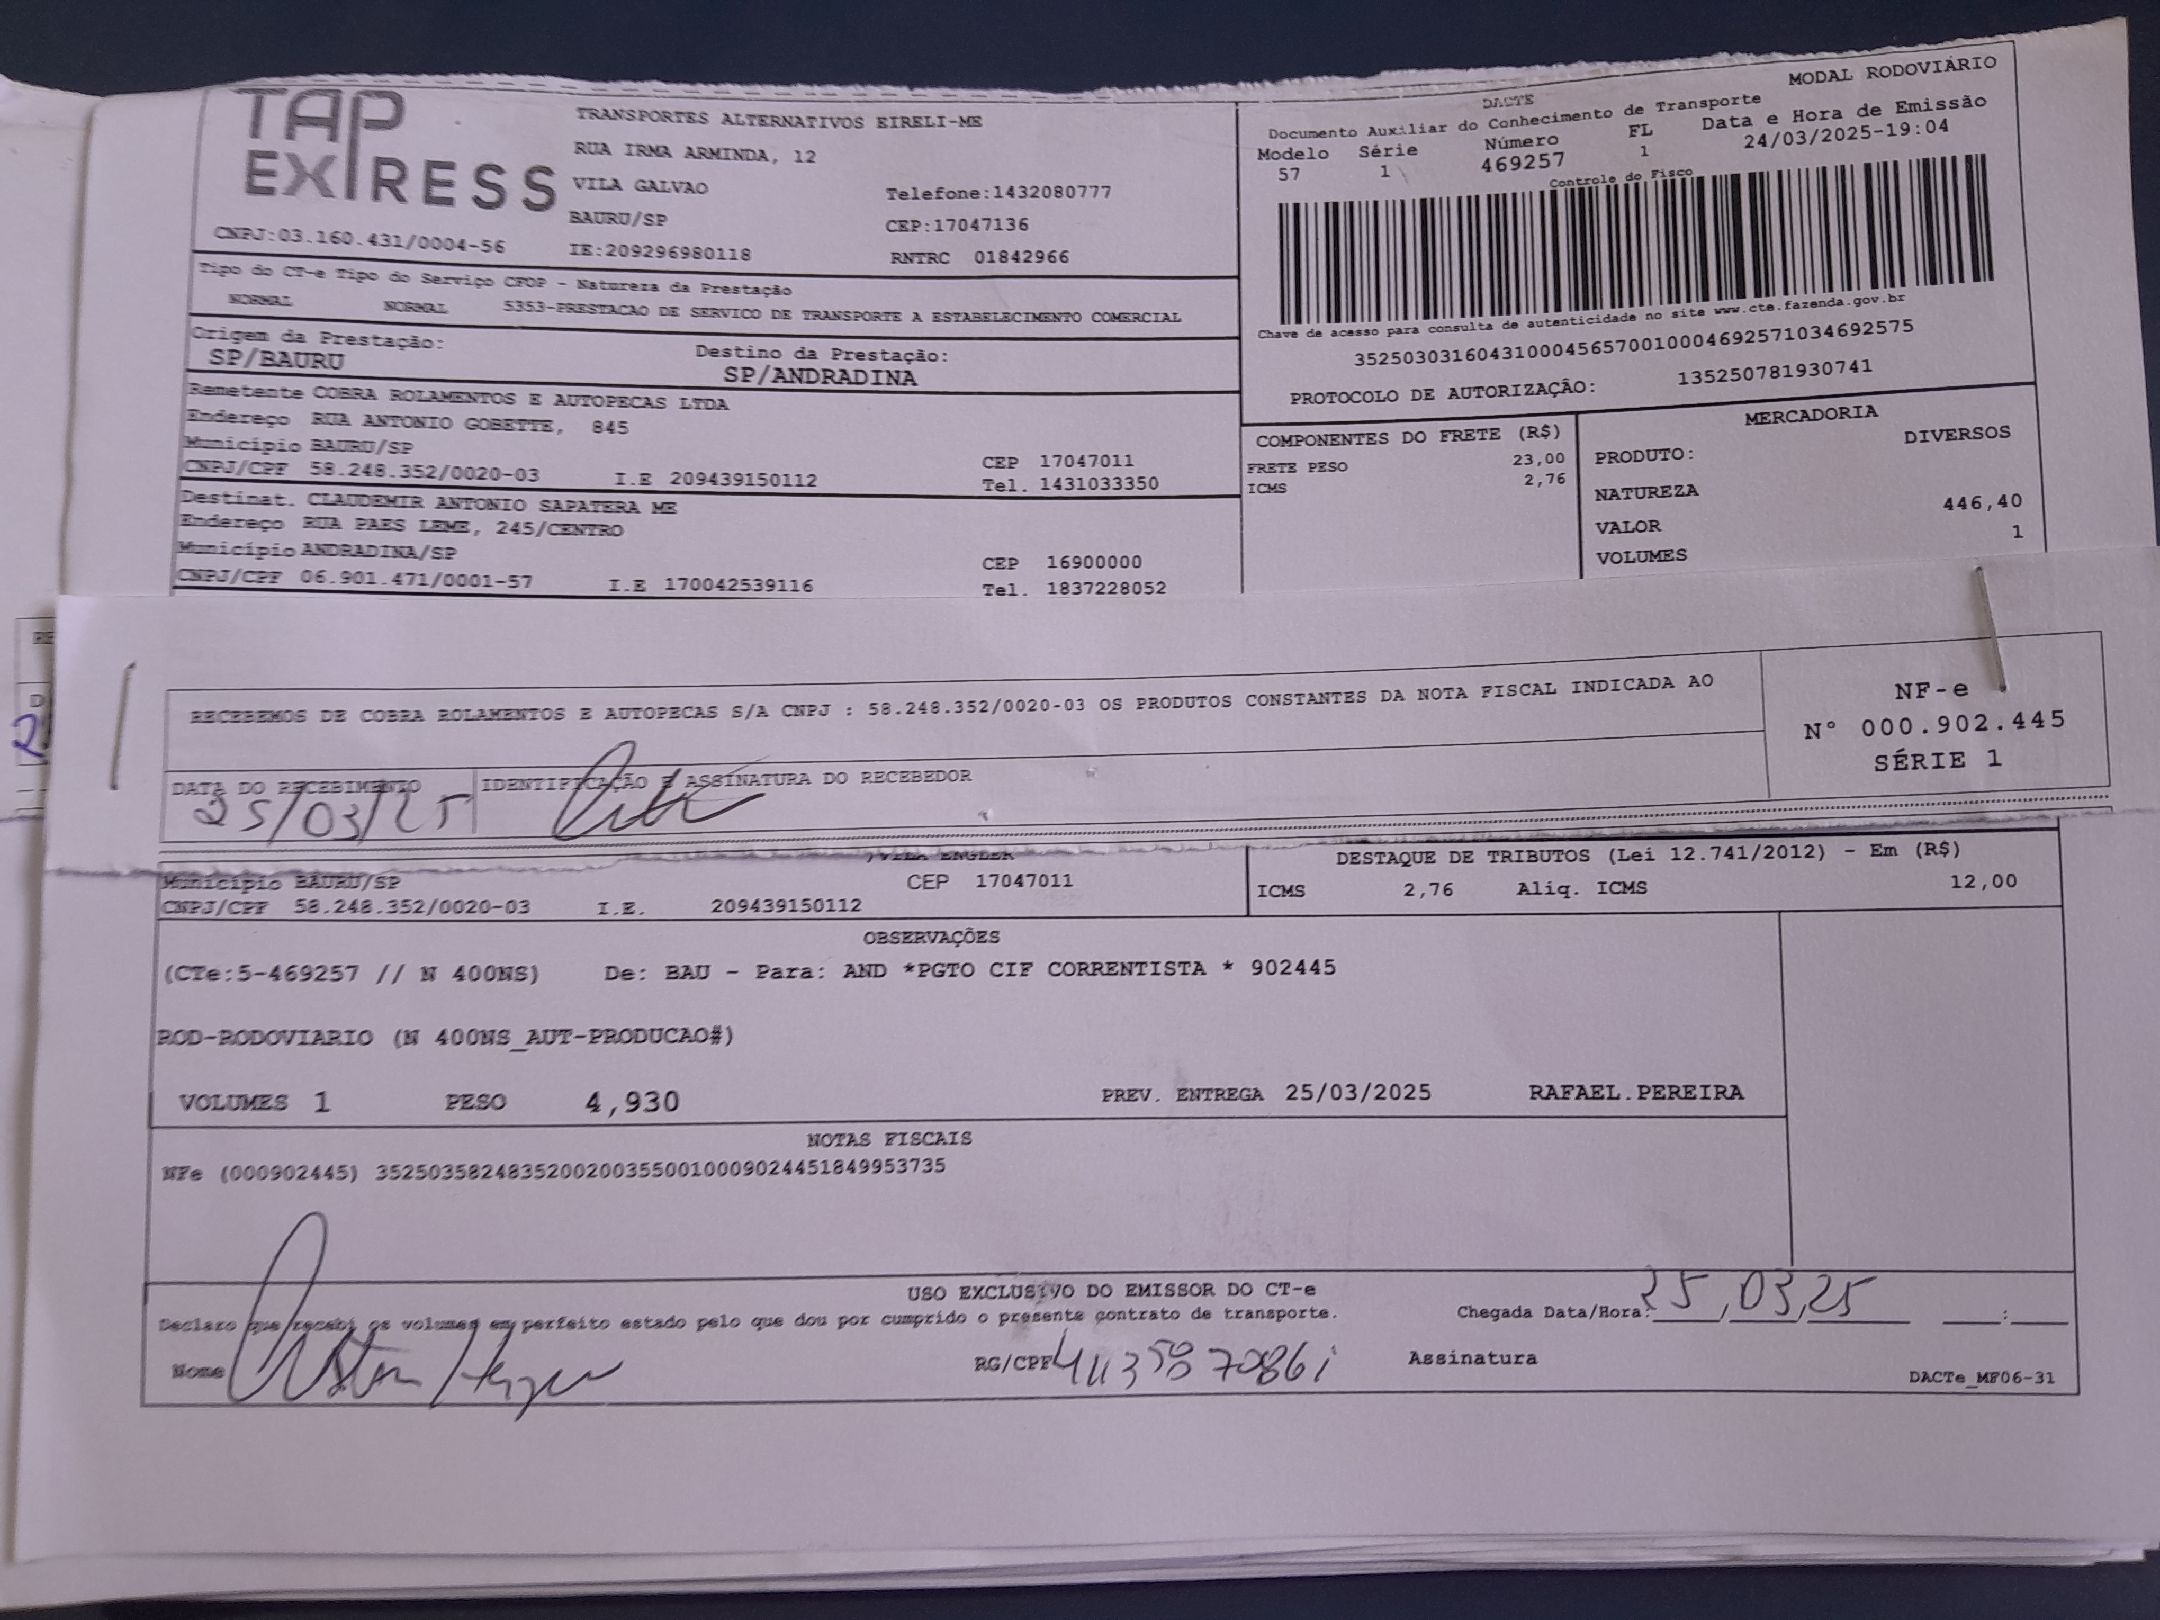 TAP EXPRESS
TRANSPORTES ALTERNATIVOS EIRELI-ME
RUA IRMA ARMINDA, 12
VILA GALVAO Telefone:1432080777
BAURU/SP CEP:17047136
CNPJ:03.160.431/0004-56 IE:209296980118 RNTRC 01842966
MODAL RODOVIÁRIO
DACTE
Documento Auxiliar do Conhecimento de Transporte
Modelo Série Número FL Data e Hora de Emissão
57 1 469257 1 24/03/2025-19:04
Controle do Fisco
Chave de acesso para consulta de autenticidade no site www.cte.fazenda.gov.br
35250303160431000456570010004692571034692575
PROTOCOLO DE AUTORIZAÇÃO: 135250781930741
Tipo do CT-e Tipo do Serviço CFOP - Natureza da Prestação
NORMAL NORMAL 5353-PRESTACAO DE SERVICO DE TRANSPORTE A ESTABELECIMENTO COMERCIAL
Origem da Prestação: Destino da Prestação:
SP/BAURU SP/ANDRADINA
Remetente COBRA ROLAMENTOS E AUTOPECAS LTDA
Endereço RUA ANTONIO GOBETTE, 845
Município BAURU/SP CEP 17047011
CNPJ/CPF 58.248.352/0020-03 I.E 209439150112 Tel. 1431033350
Destinat. CLAUDEMIR ANTONIO SAPATERA ME
Endereço RUA PAES LEME, 245/CENTRO
Município ANDRADINA/SP CEP 16900000
CNPJ/CPF 06.901.471/0001-57 I.E 170042539116 Tel. 1837228052
COMPONENTES DO FRETE (R$)
FRETE PESO 23,00
ICMS 2,76
MERCADORIA
PRODUTO: DIVERSOS
NATUREZA
VALOR 446,40
VOLUMES 1
RECEBEMOS DE COBRA ROLAMENTOS E AUTOPECAS S/A CNPJ : 58.248.352/0020-03 OS PRODUTOS CONSTANTES DA NOTA FISCAL INDICADA AO
NF-e
Nº 000.902.445
SÉRIE 1
DATA DO RECEBIMENTO IDENTIFICAÇÃO E ASSINATURA DO RECEBEDOR
25/03/25
Município BAURU/SP CEP 17047011
CNPJ/CPF 58.248.352/0020-03 I.E. 209439150112
DESTAQUE DE TRIBUTOS (Lei 12.741/2012) - Em (R$)
ICMS 2,76 Aliq. ICMS 12,00
OBSERVAÇÕES
(CTe:5-469257 // N 400NS) De: BAU - Para: AND *PGTO CIF CORRENTISTA * 902445
ROD-RODOVIARIO (N 400NS_AUT-PRODUCAO#)
VOLUMES 1 PESO 4,930 PREV. ENTREGA 25/03/2025 RAFAEL.PEREIRA
NOTAS FISCAIS
NFe (000902445) 35250358248352002003550010009024451849953735
USO EXCLUSIVO DO EMISSOR DO CT-e
Declaro que recebi os volumes em perfeito estado pelo que dou por cumprido o presente contrato de transporte. Chegada Data/Hora: 25,03,25 :
Nome RG/CPF Assinatura
DACTe_MF06-31